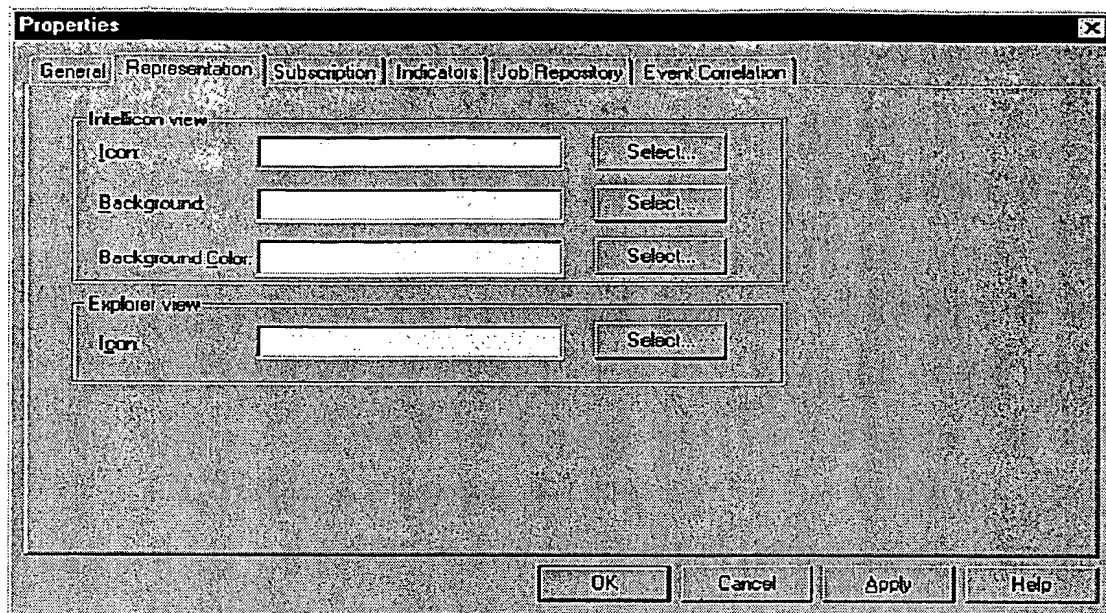 Properties
General Representation Subscription Indicators Job Repository Event Correlation
Intellicon view
Icon: Select...
Background: Select...
Background Color: Select...
Explorer view
Icon: Select...
OK Cancel Apply Help